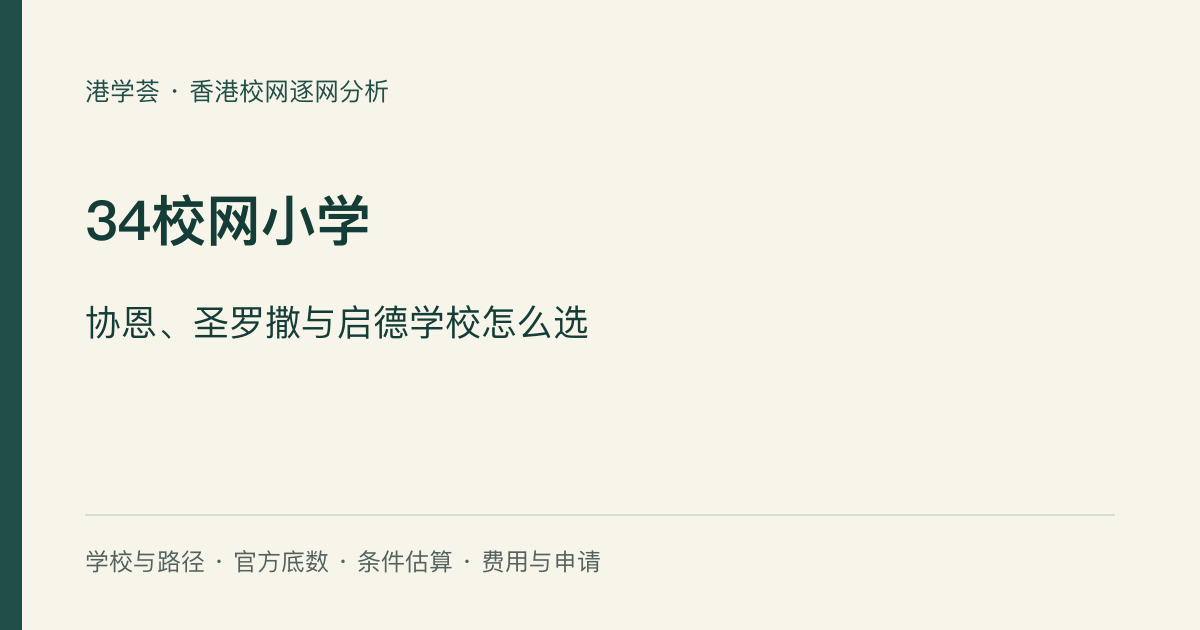 港学荟 · 香港校网逐网分析
34校网小学
协恩、圣罗撒与启德学校怎么选
学校与路径 · 官方底数 · 条件估算 · 费用与申请